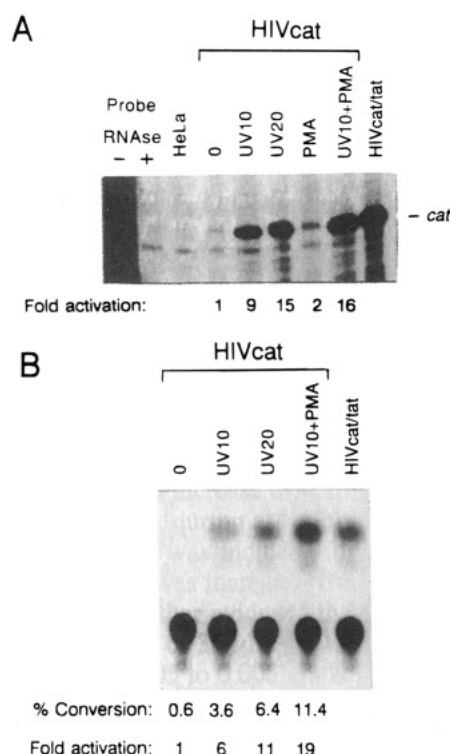 A
HIVcat
Probe
RNAse
- +
HeLa
0
UV10
UV20
PMA
UV10+PMA
HIVcat/tat
- cat
Fold activation: 1 9 15 2 16
B
HIVcat
0
UV10
UV20
UV10+PMA
HIVcat/tat
% Conversion: 0.6 3.6 6.4 11.4
Fold activation: 1 6 11 19